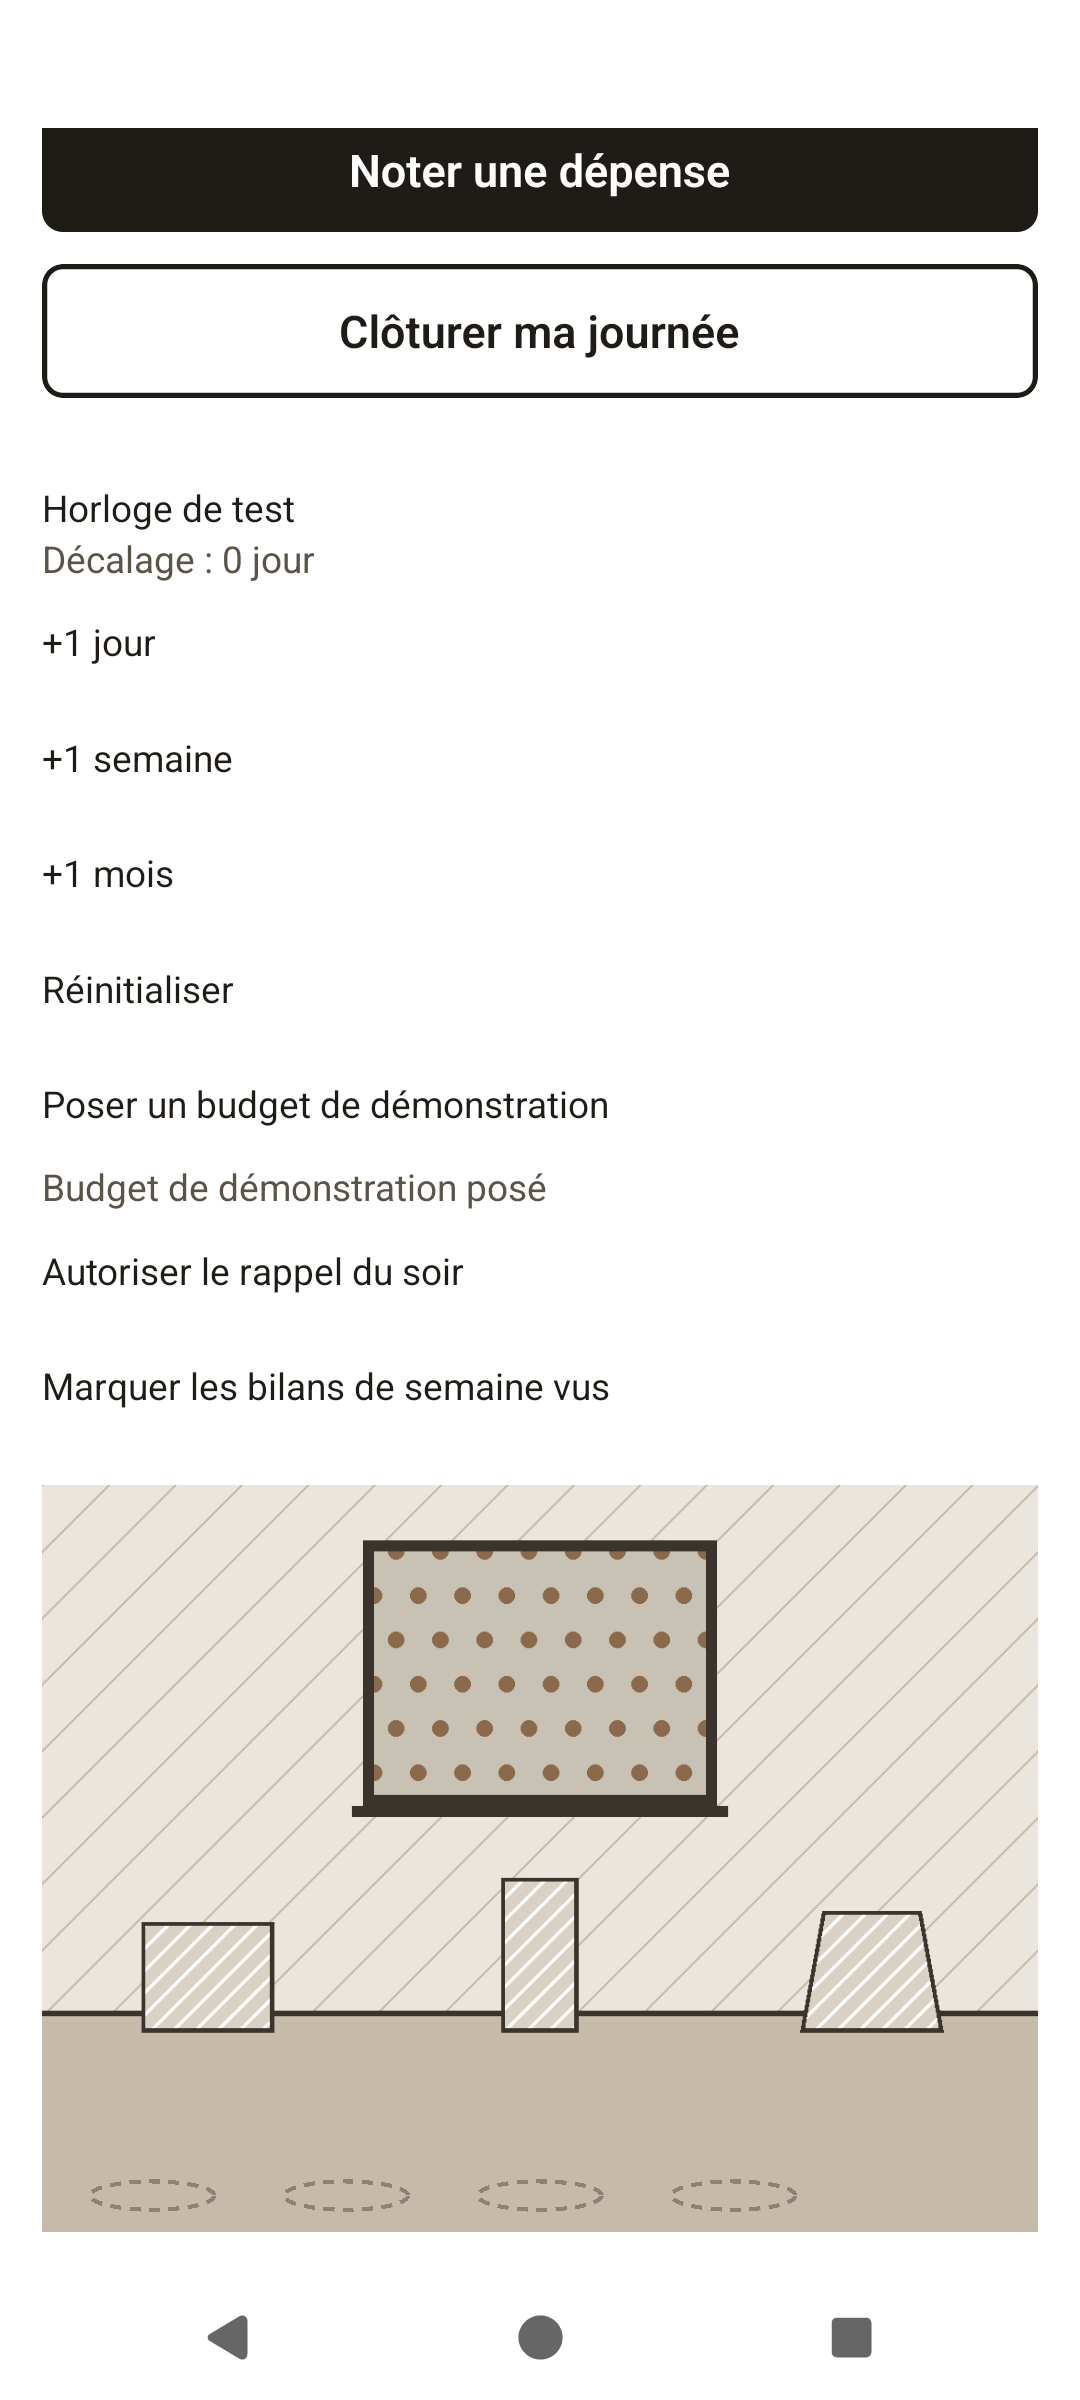 Noter une dépense
Clôturer ma journée
Horloge de test
Décalage : 0 jour
+1 jour
+1 semaine
+1 mois
Réinitialiser
Poser un budget de démonstration
Budget de démonstration posé
Autoriser le rappel du soir
Marquer les bilans de semaine vus